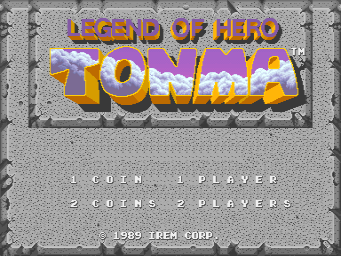 LEGEND OF HERO
TONMA™
1 COIN 1 PLAYER
2 COINS 2 PLAYERS
© 1989 IREM CORP.